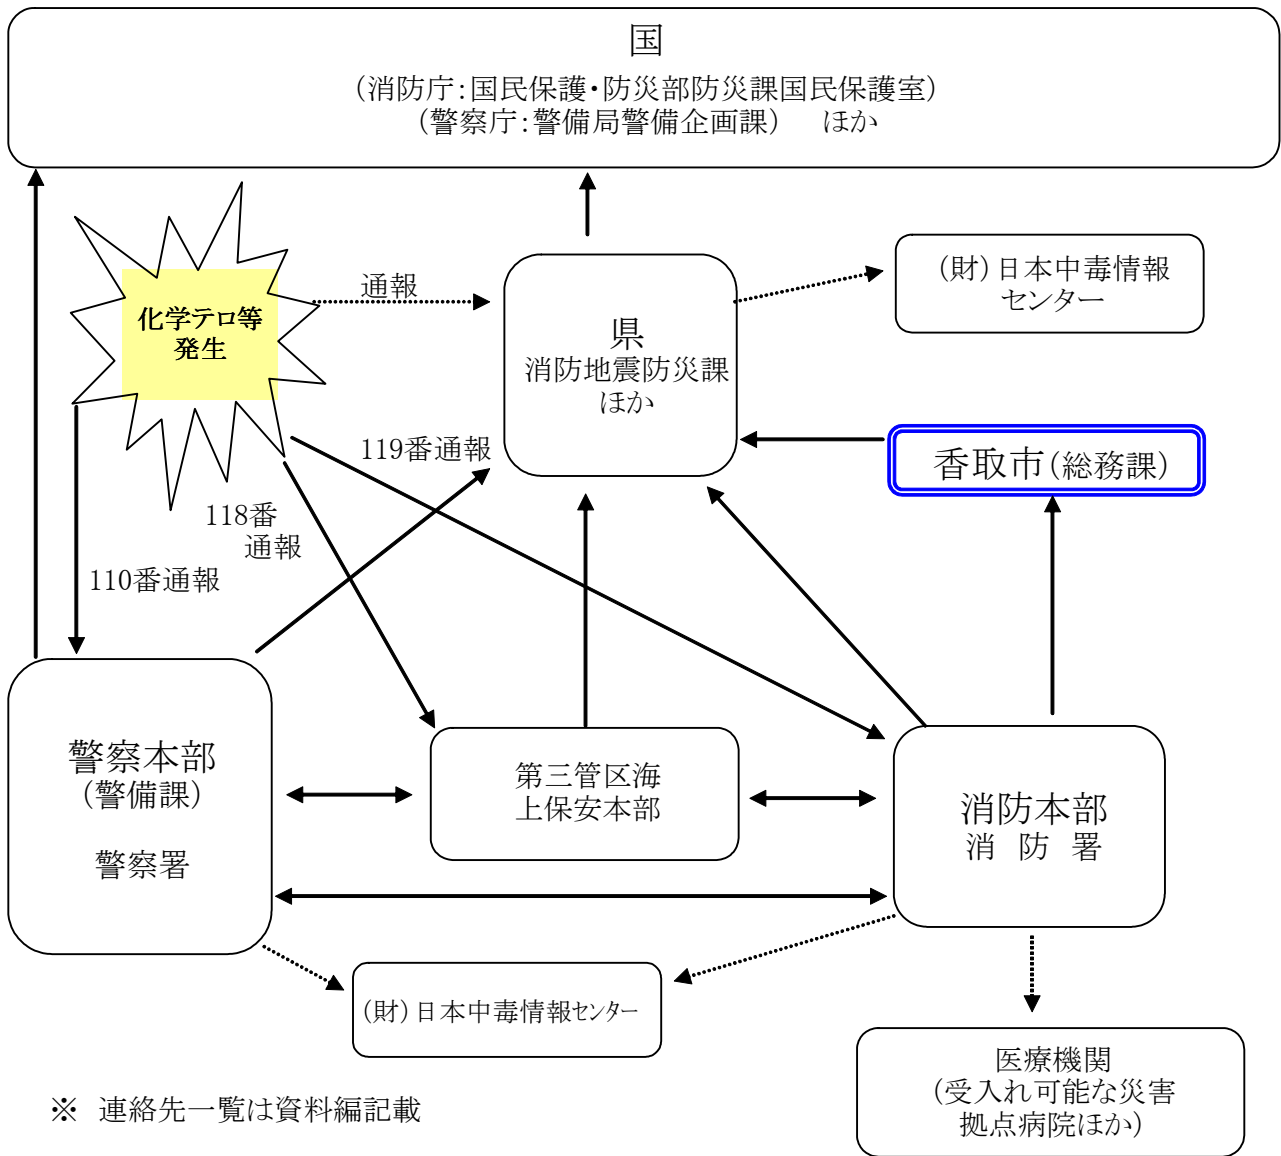 国
(消防庁:国民保護・防災部防災課国民保護室)
(警察庁:警備局警備企画課) ほか
(財)日本中毒情報
センター
通報
化学テロ等
発生
県
消防地震防災課
ほか
119番通報
香取市(総務課)
118番
通報
110番通報
警察本部
(警備課)
警察署
第三管区海
上保安本部
消防本部
消 防 署
(財)日本中毒情報センター
医療機関
(受入れ可能な災害
拠点病院ほか)
※ 連絡先一覧は資料編記載